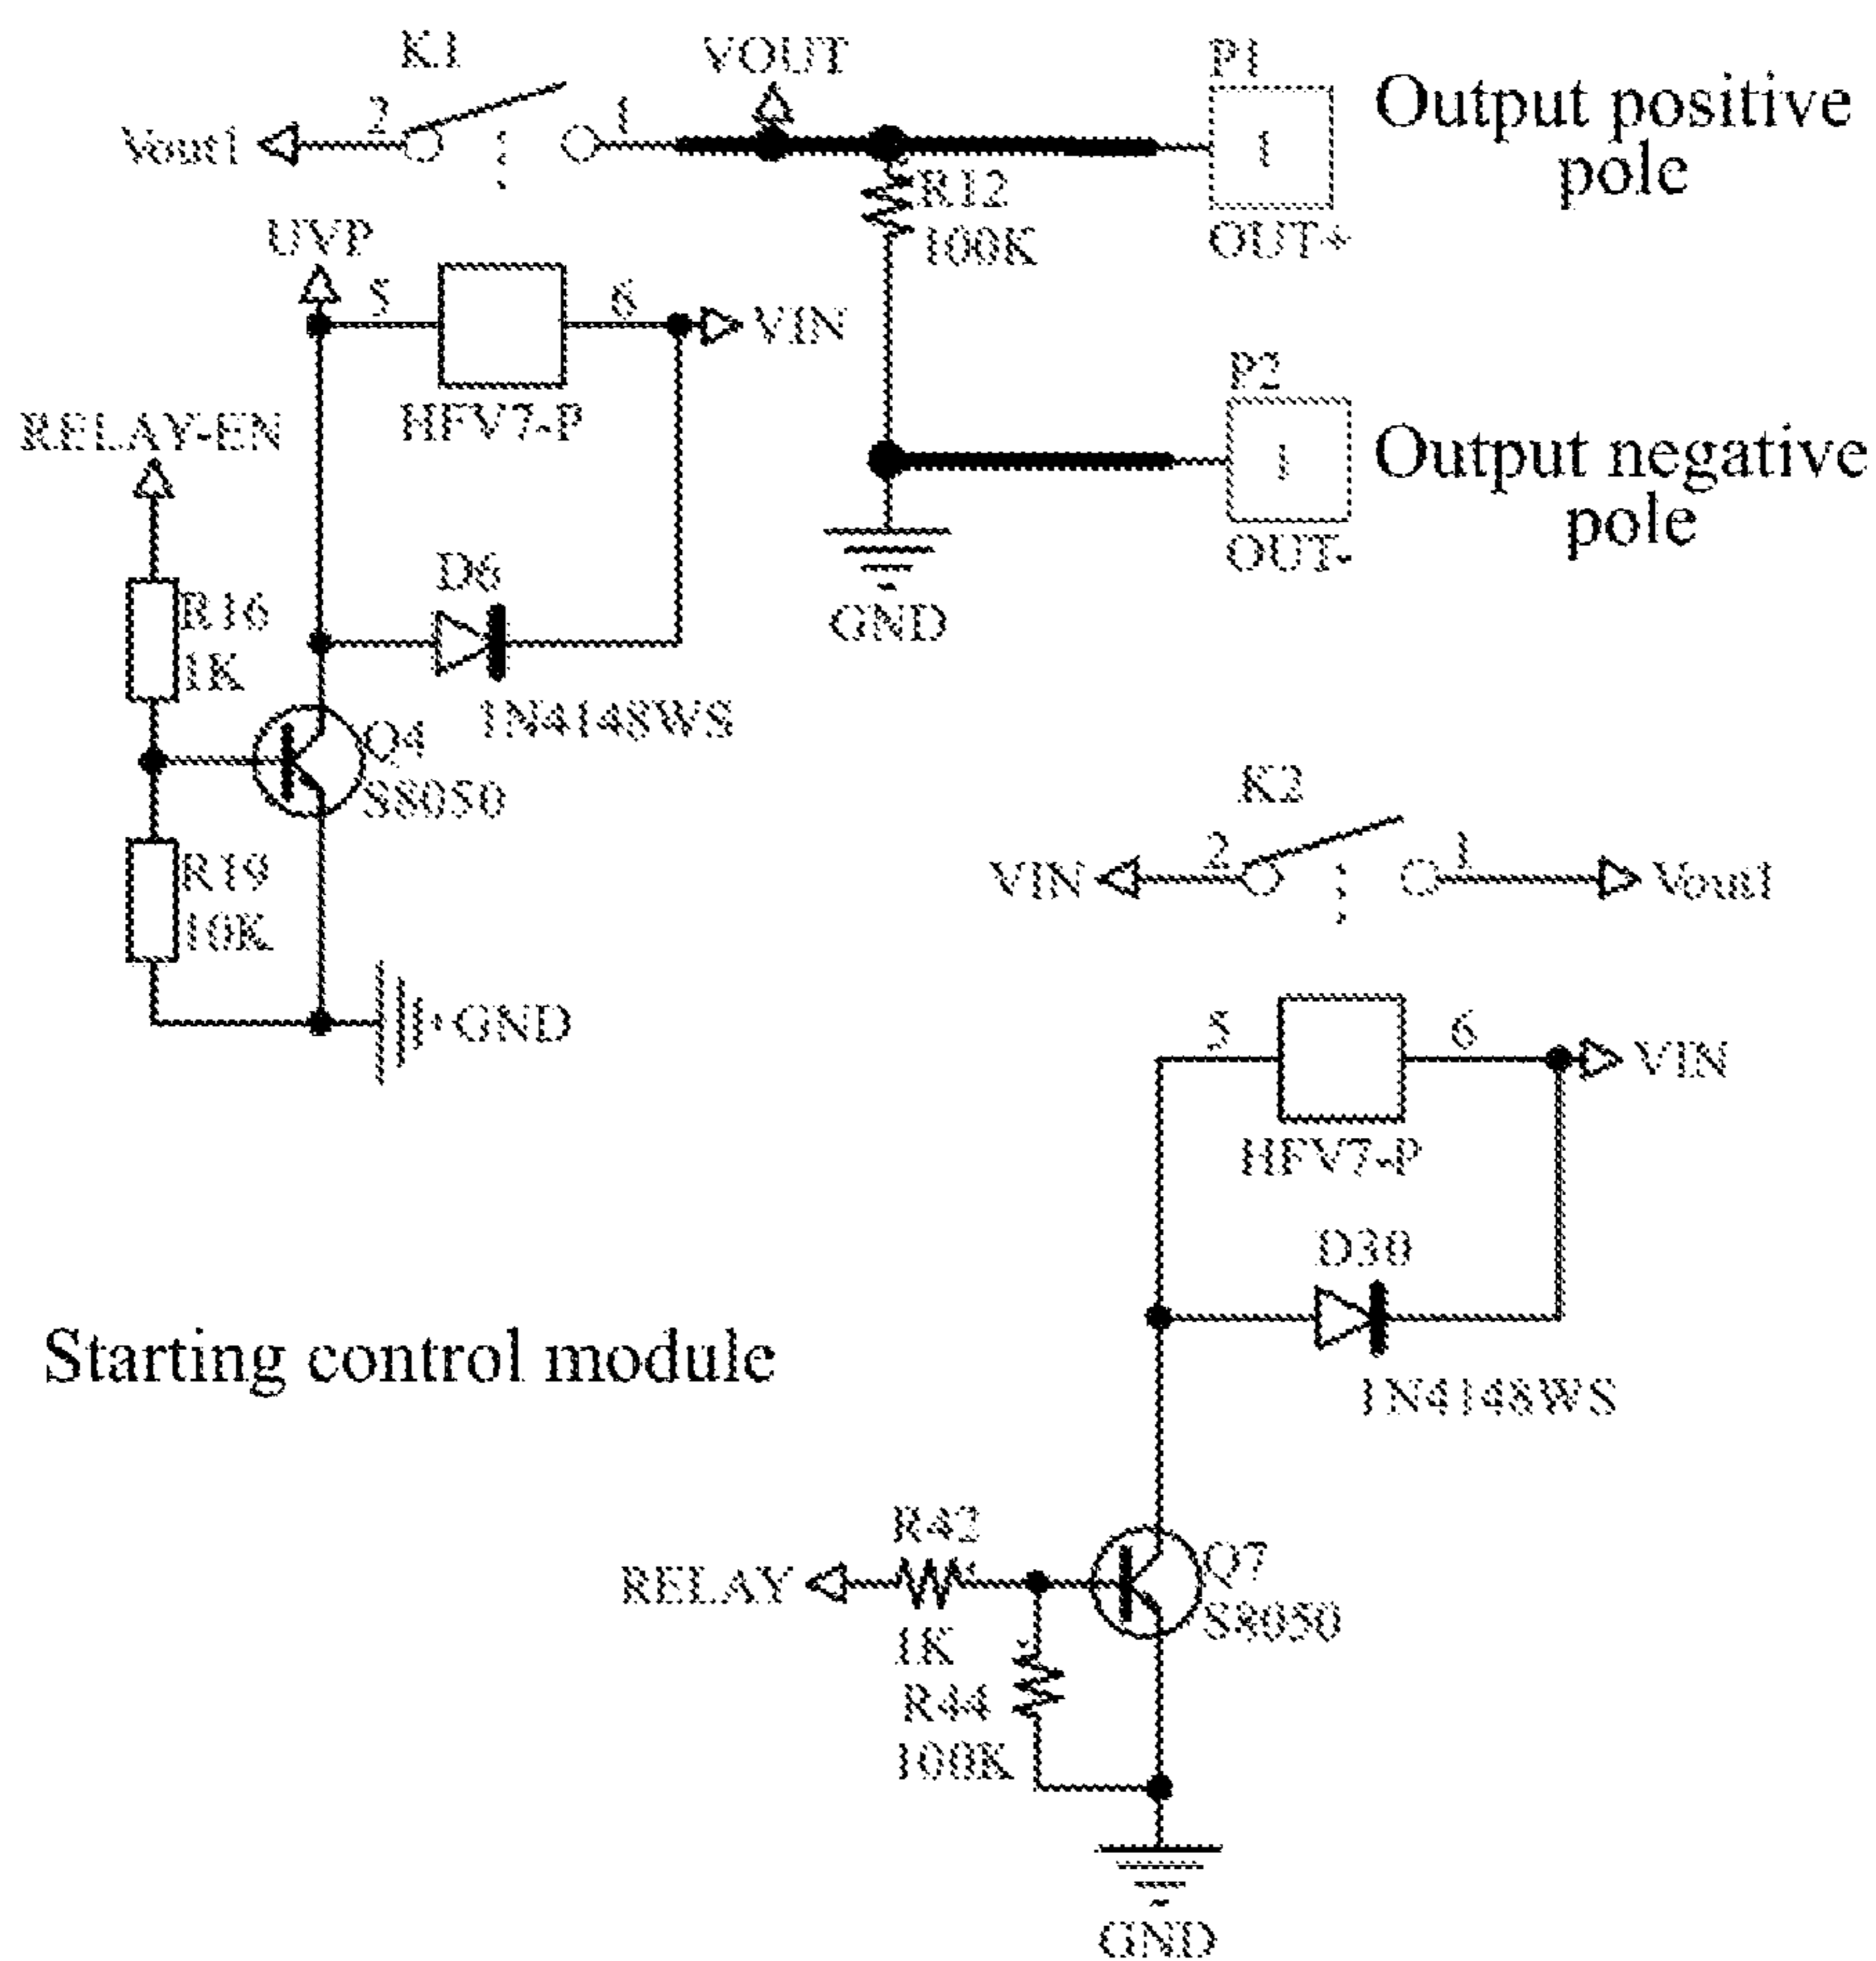 K1
VOUT
P1
Vout1
2
1
1
Output positive
pole
R12
100K
OUT+
UVP
5
6
VIN
HFV7-P
P2
RELAY-EN
1
Output negative
pole
OUT-
D6
GND
R16
1K
1N4148WS
Q4
S8050
K2
R19
10K
VIN
2
1
Vout1
GND
5
6
VIN
HFV7-P
D30
1N4148WS
Starting control module
R42
RELAY
Q7
S8050
1K
R44
100K
GND